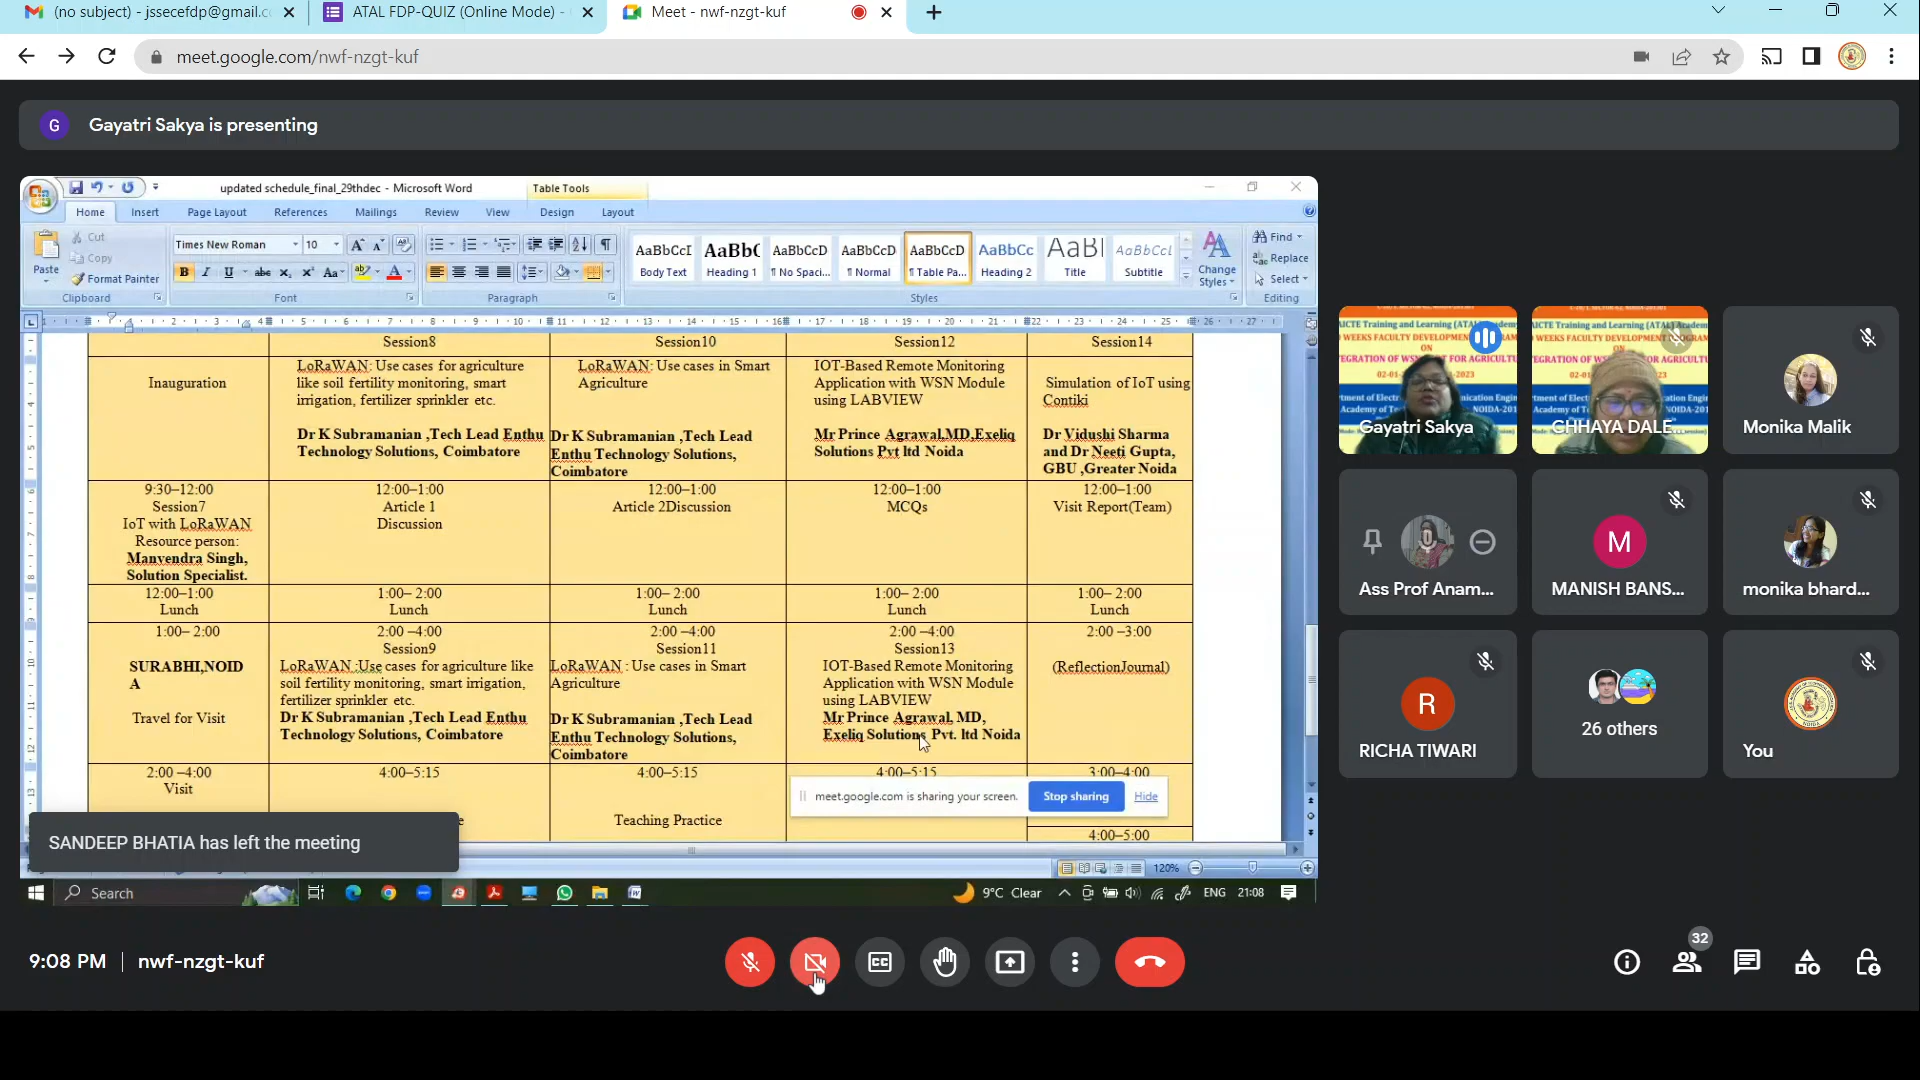 (no subject) - jssecefdp@gmail.c
ATAL FDP-QUIZ (Online Mode) -
Meet - nwf-nzgt-kuf
meet.google.com/nwf-nzgt-kuf
G
Gayatri Sakya is presenting
updated schedule_final_29thdec - Microsoft Word
Table Tools
Home
Insert
Page Layout
References
Mailings
Review
View
Design
Layout
Paste
Cut
Copy
Format Painter
Clipboard
Times New Roman
10
Font
Paragraph
AaBbCcI
Body Text
AaBb(
Heading 1
AaBbCcD
¶ No Spaci...
AaBbCcD
¶ Normal
AaBbCcD
¶ Table Pa...
AaBbCc
Heading 2
AaBl
Title
AaBbCcL
Subtitle
Change
Styles
Styles
Find
Replace
Select
Editing
Session8
Session10
Session12
Session14
Inauguration
LoRaWAN: Use cases for agriculture
like soil fertility monitoring, smart
irrigation, fertilizer sprinkler etc.
Dr K Subramanian ,Tech Lead Enthu
Technology Solutions, Coimbatore
LoRaWAN: Use cases in Smart
Agriculture
Dr K Subramanian ,Tech Lead
Enthu Technology Solutions,
Coimbatore
IOT-Based Remote Monitoring
Application with WSN Module
using LABVIEW
Mr Prince Agrawal,MD,Exeliq
Solutions Pvt ltd Noida
Simulation of IoT using
Contiki
Dr Vidushi Sharma
and Dr Neeti Gupta,
GBU ,Greater Noida
9:30–12:00
Session7
IoT with LoRaWAN
Resource person:
Manvendra Singh,
Solution Specialist.
12:00–1:00
Article 1
Discussion
12:00–1:00
Article 2Discussion
12:00–1:00
MCQs
12:00–1:00
Visit Report(Team)
12:00–1:00
Lunch
1:00– 2:00
Lunch
1:00– 2:00
Lunch
1:00– 2:00
Lunch
1:00– 2:00
Lunch
1:00– 2:00
SURABHI,NOID
A
Travel for Visit
2:00 –4:00
Session9
LoRaWAN :Use cases for agriculture like
soil fertility monitoring, smart irrigation,
fertilizer sprinkler etc.
Dr K Subramanian ,Tech Lead Enthu
Technology Solutions, Coimbatore
2:00 –4:00
Session11
LoRaWAN : Use cases in Smart
Agriculture
Dr K Subramanian ,Tech Lead
Enthu Technology Solutions,
Coimbatore
2:00 –4:00
Session13
IOT-Based Remote Monitoring
Application with WSN Module
using LABVIEW
Mr Prince Agrawal, MD,
Exeliq Solutions Pvt. ltd Noida
2:00 –3:00
(ReflectionJournal)
2:00 –4:00
Visit
4:00–5:15
4:00–5:15
Teaching Practice
4:00–5:15
3:00–4:00
4:00–5:00
meet.google.com is sharing your screen.
Stop sharing
Hide
SANDEEP BHATIA has left the meeting
120%
Search
9°C Clear
ENG
21:08
Gayatri Sakya
CHHAYA DALE...
Monika Malik
Ass Prof Anam...
M
MANISH BANS...
monika bhard...
R
RICHA TIWARI
26 others
You
9:08 PM
nwf-nzgt-kuf
32